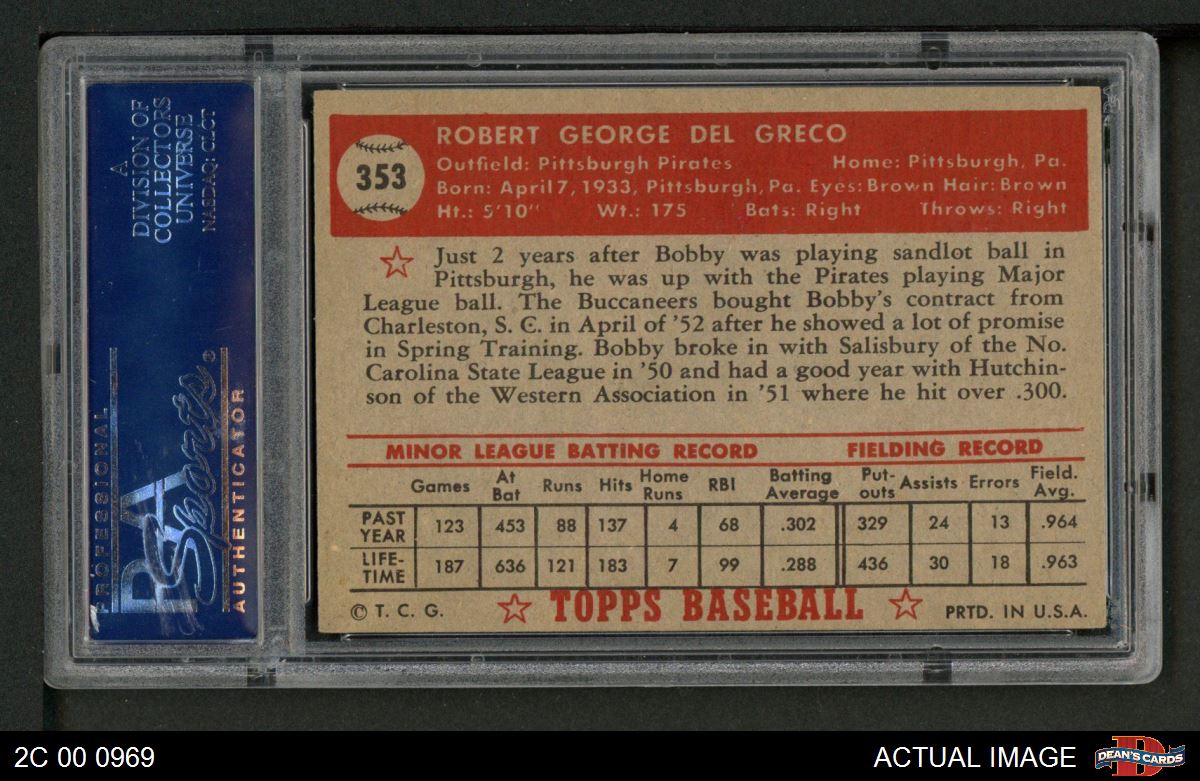 A
DIVISION OF
COLLECTORS
UNIVERSE
NASDAQ: CLCT
PROFESSIONAL
PSA
Sports®
AUTHENTICATOR
353
ROBERT GEORGE DEL GRECO
Outfield: Pittsburgh Pirates Home: Pittsburgh, Pa.
Born: April 7, 1933, Pittsburgh, Pa. Eyes: Brown Hair: Brown
Ht.: 5'10" Wt.: 175 Bats: Right Throws: Right
Just 2 years after Bobby was playing sandlot ball in
Pittsburgh, he was up with the Pirates playing Major
League ball. The Buccaneers bought Bobby's contract from
Charleston, S. C. in April of '52 after he showed a lot of promise
in Spring Training. Bobby broke in with Salisbury of the No.
Carolina State League in '50 and had a good year with Hutchin-
son of the Western Association in '51 where he hit over .300.
MINOR LEAGUE BATTING RECORD FIELDING RECORD
Games At Bat Runs Hits Home Runs RBI Batting Average Put-outs Assists Errors Field. Avg.
PAST YEAR 123 453 88 137 4 68 .302 329 24 13 .964
LIFE-TIME 187 636 121 183 7 99 .288 436 30 18 .963
© T. C. G. TOPPS BASEBALL PRTD. IN U.S.A.
2C 00 0969 ACTUAL IMAGE
D
DEAN'S CARDS